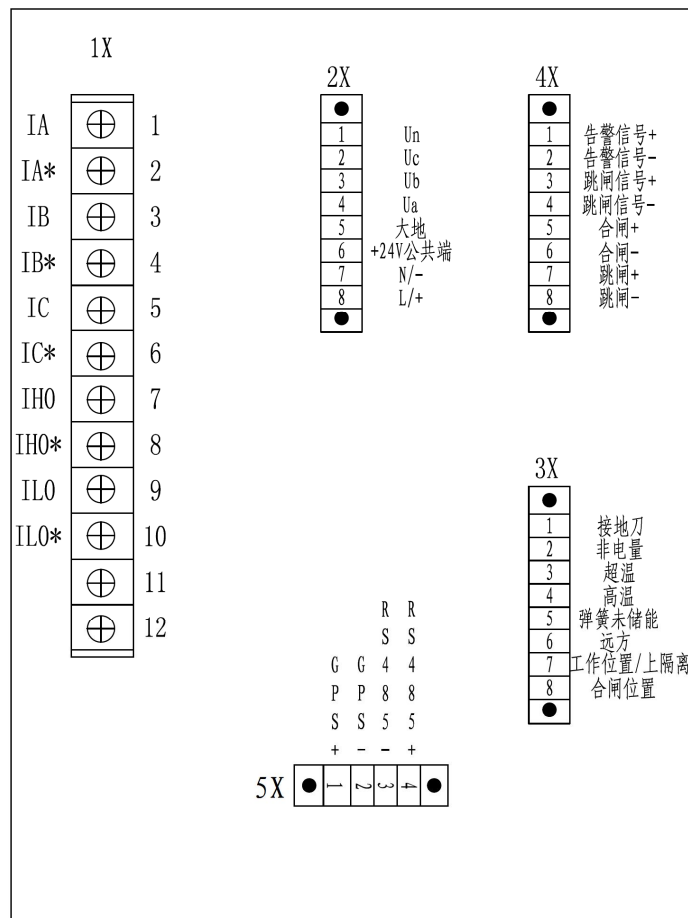 1X
IA 1
IA* 2
IB 3
IB* 4
IC 5
IC* 6
IH0 7
IH0* 8
IL0 9
IL0* 10
11
12
2X
1 Un
2 Uc
3 Ub
4 Ua
5 大地
6 +24V公共端
7 N/-
8 L/+
4X
1 告警信号+
2 告警信号-
3 跳闸信号+
4 跳闸信号-
5 合闸+
6 合闸-
7 跳闸+
8 跳闸-
3X
1 接地刀
2 非电量
3 超温
4 高温
5 弹簧未储能
6 远方
7 工作位置/上隔离
8 合闸位置
GPS+
GPS-
RS485-
RS485+
5X 1 2 3 4